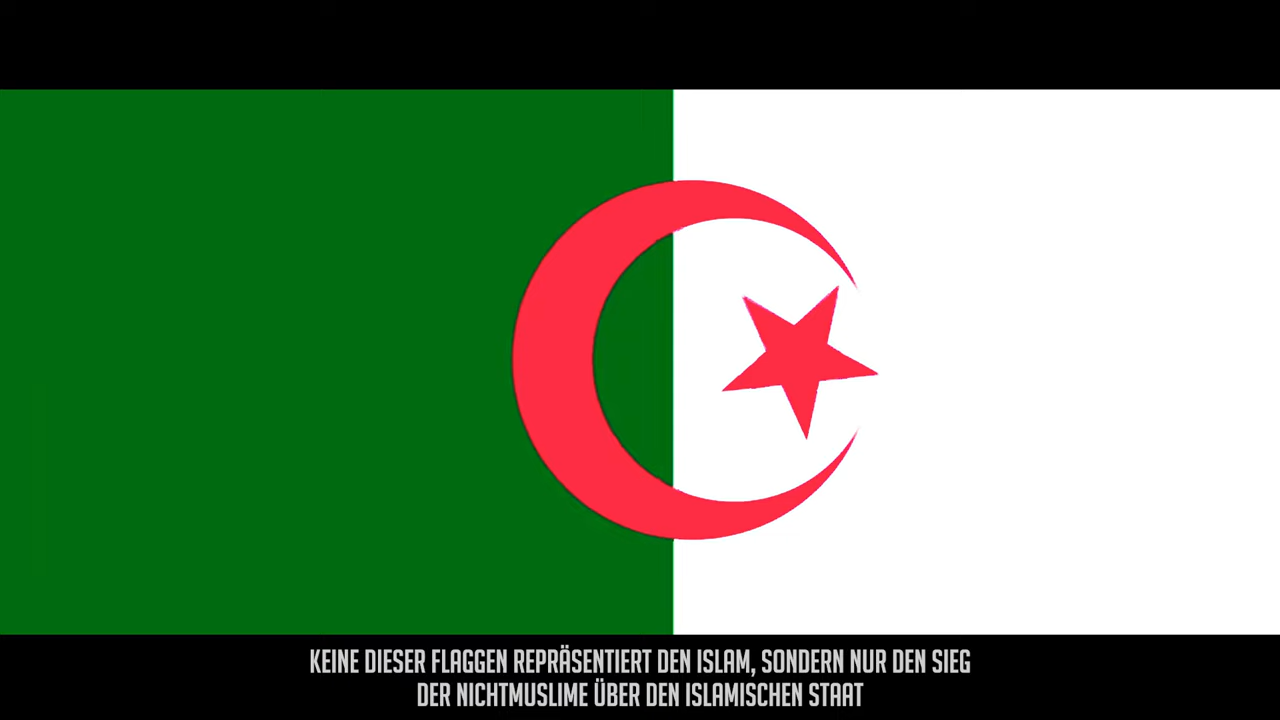 KEINE DIESER FLAGGEN REPRÄSENTIERT DEN ISLAM, SONDERN NUR DEN SIEG
DER NICHTMUSLIME ÜBER DEN ISLAMISCHEN STAAT